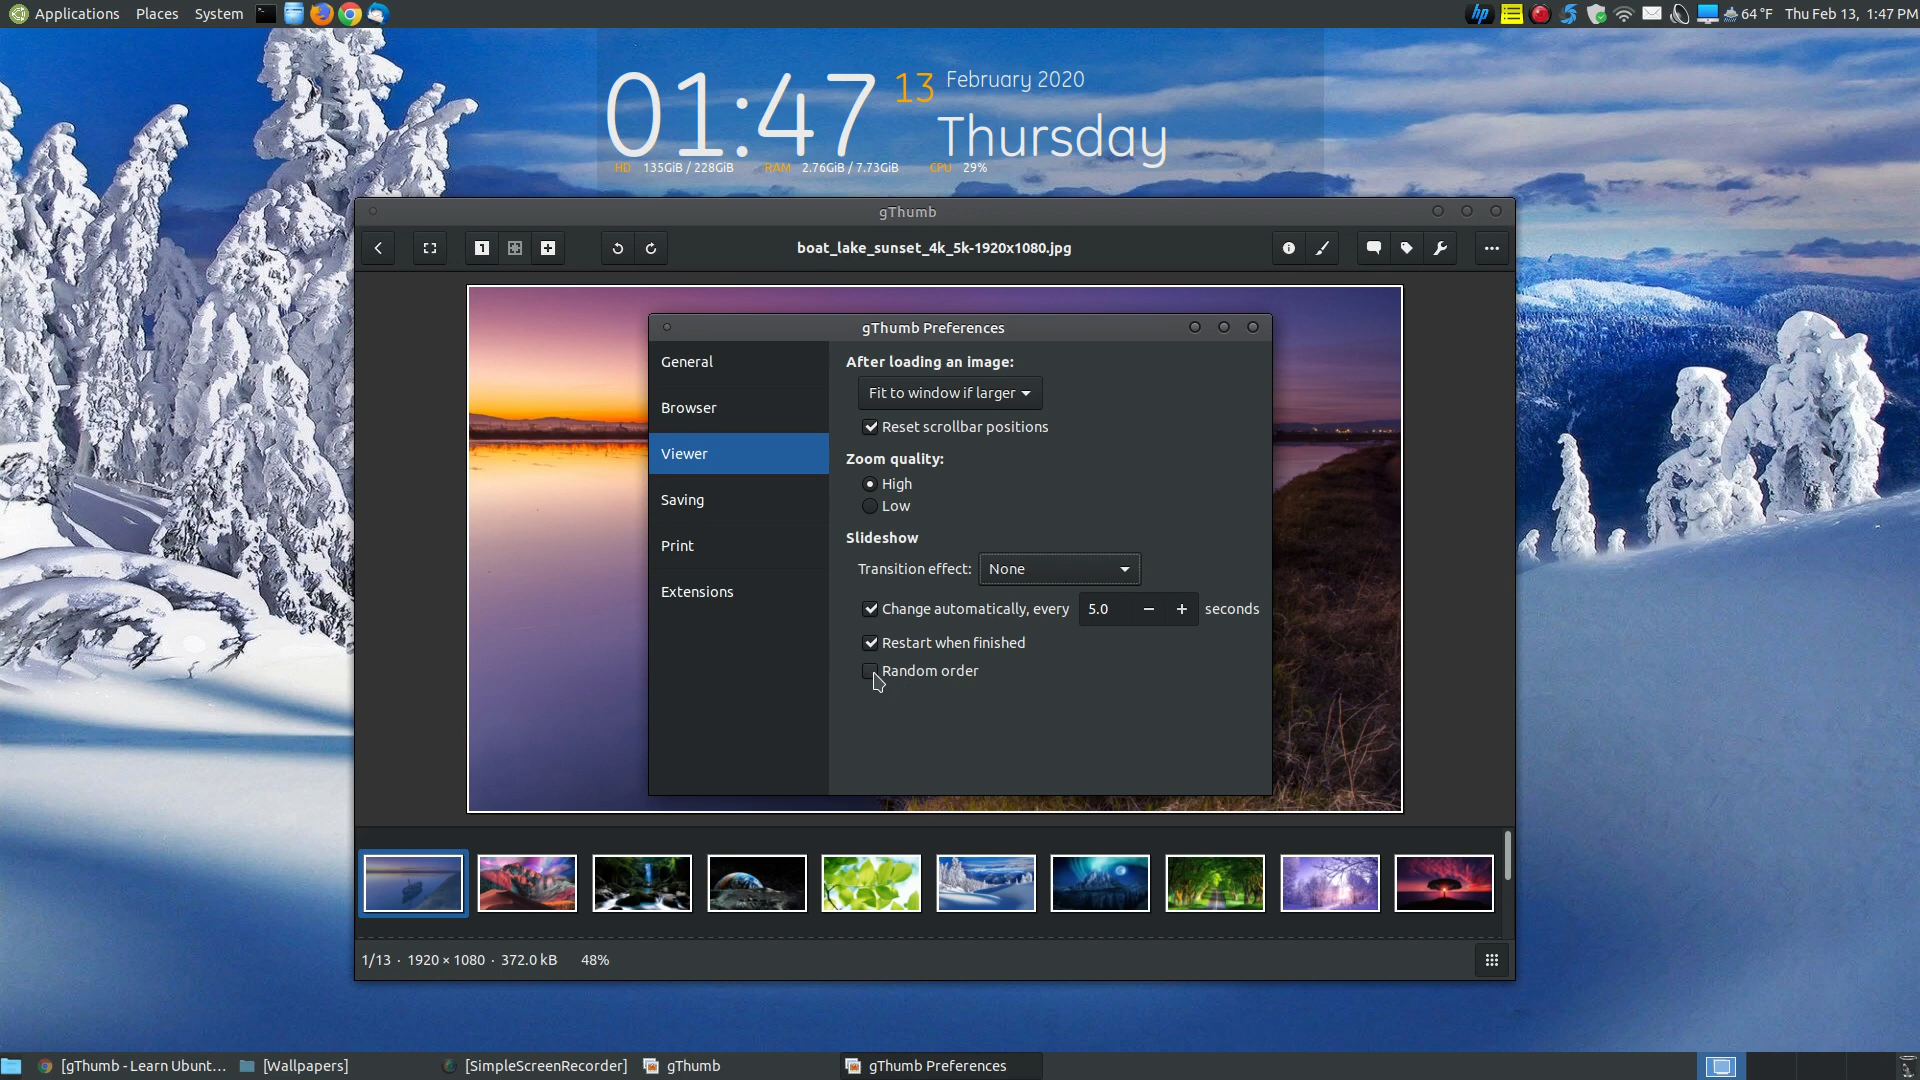 Applications Places System
hp 64 °F Thu Feb 13, 1:47 PM
01:47 13 February 2020
Thursday
HD 135GiB / 228GiB RAM 2.76GiB / 7.73GiB CPU 29%
gThumb
1 boat_lake_sunset_4k_5k-1920x1080.jpg
gThumb Preferences
General
Browser
Viewer
Saving
Print
Extensions
After loading an image:
Fit to window if larger
Reset scrollbar positions
Zoom quality:
High
Low
Slideshow
Transition effect: None
Change automatically, every 5.0 − + seconds
Restart when finished
Random order
1/13 · 1920 × 1080 · 372.0 kB 48%
[gThumb - Learn Ubunt... [Wallpapers] [SimpleScreenRecorder] gThumb gThumb Preferences